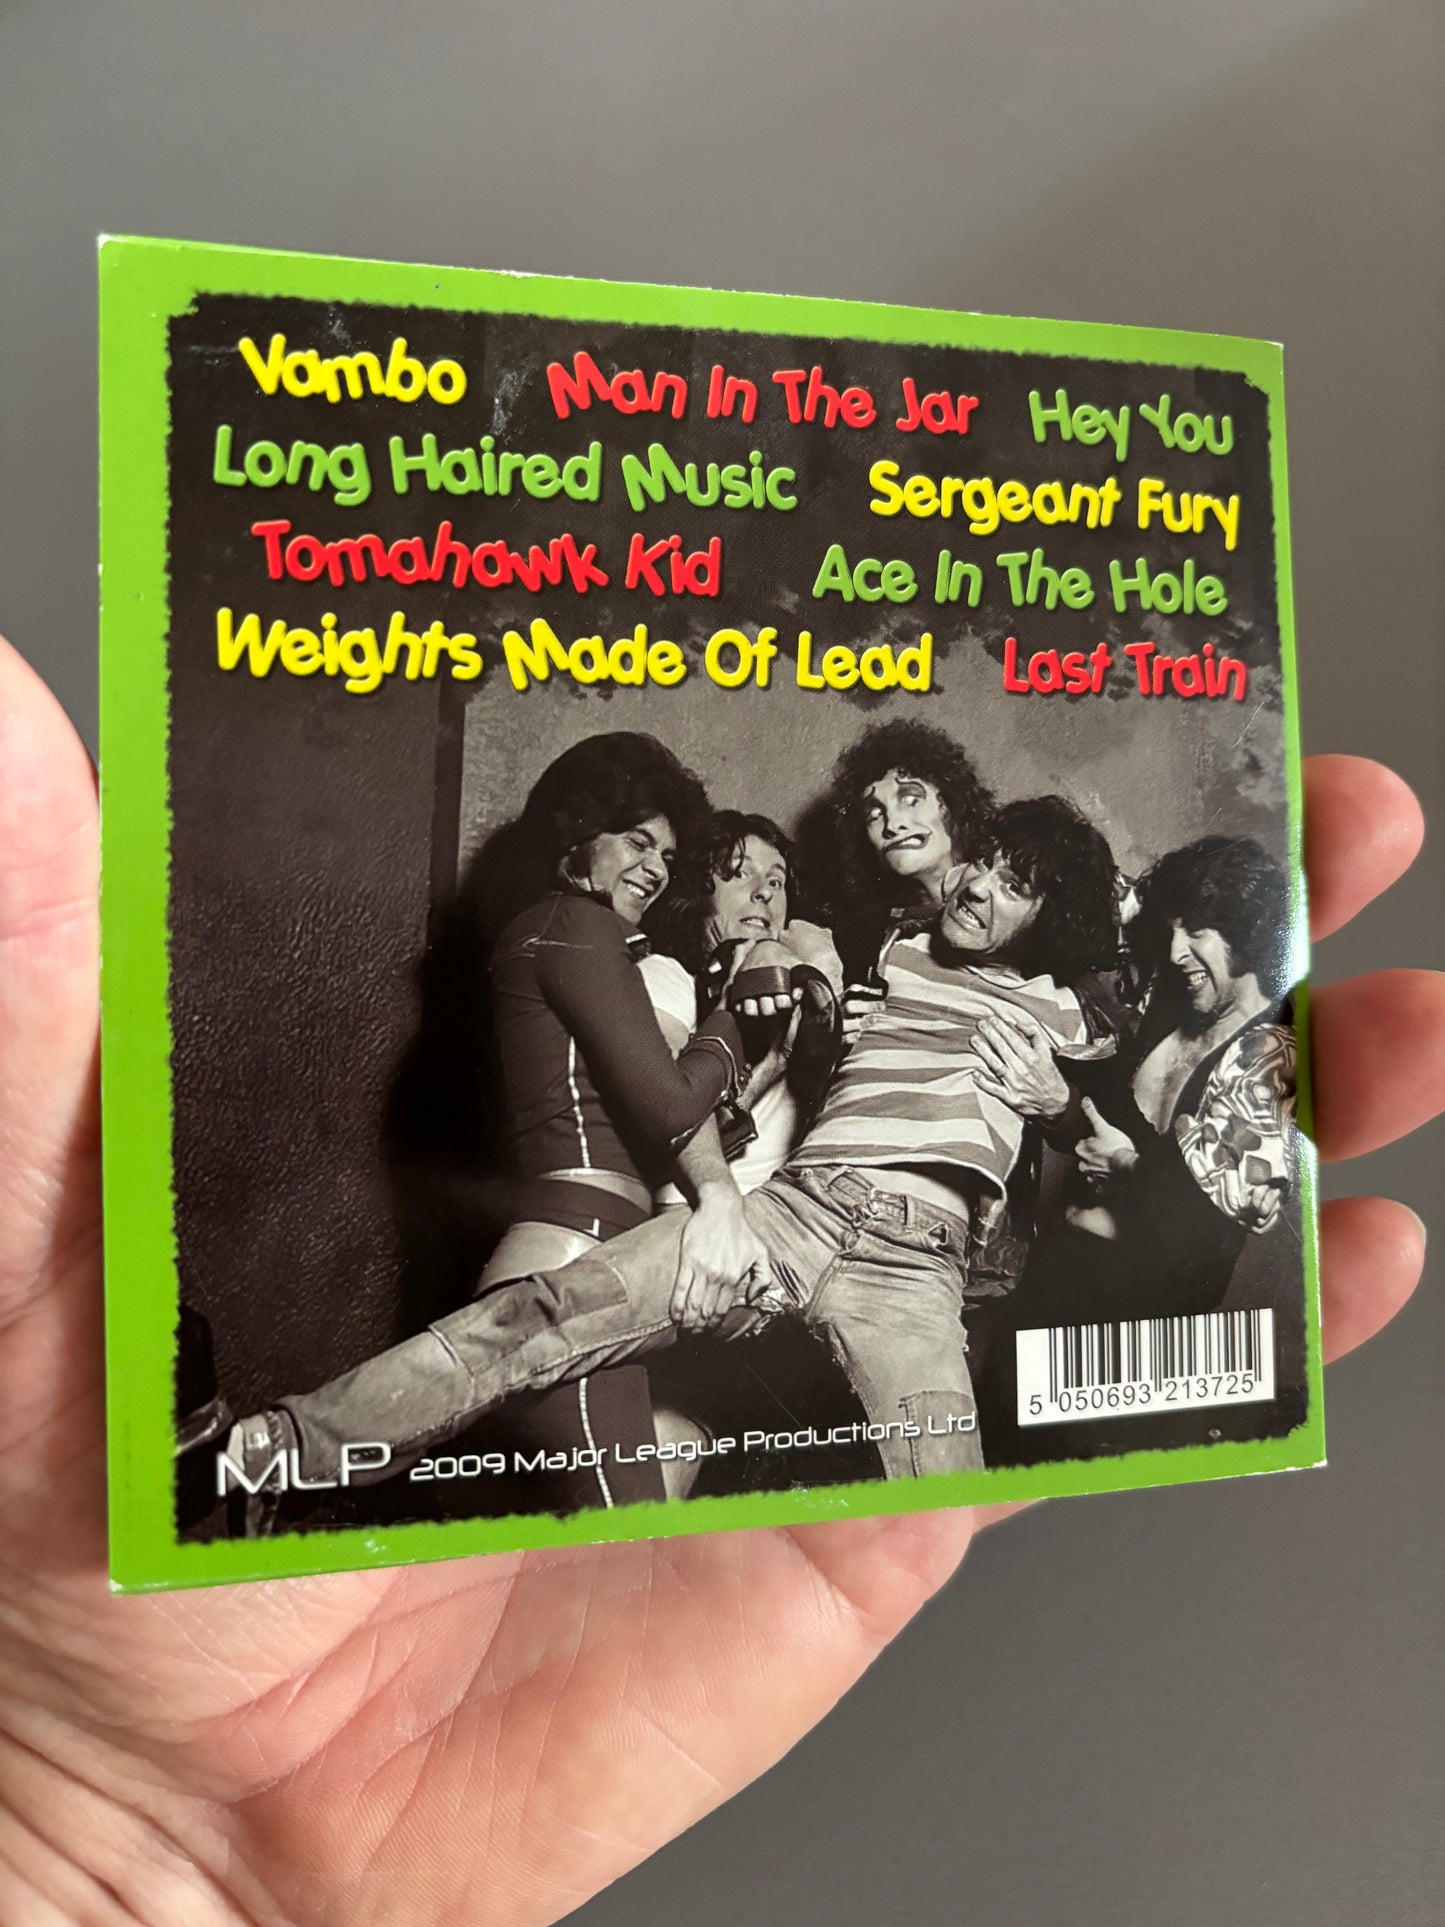 Vambo Man In The Jar Hey You
Long Haired Music Sergeant Fury
Tomahawk Kid Ace In The Hole
Weights Made Of Lead Last Train
5 050693 213725
MLP 2009 Major League Productions Ltd